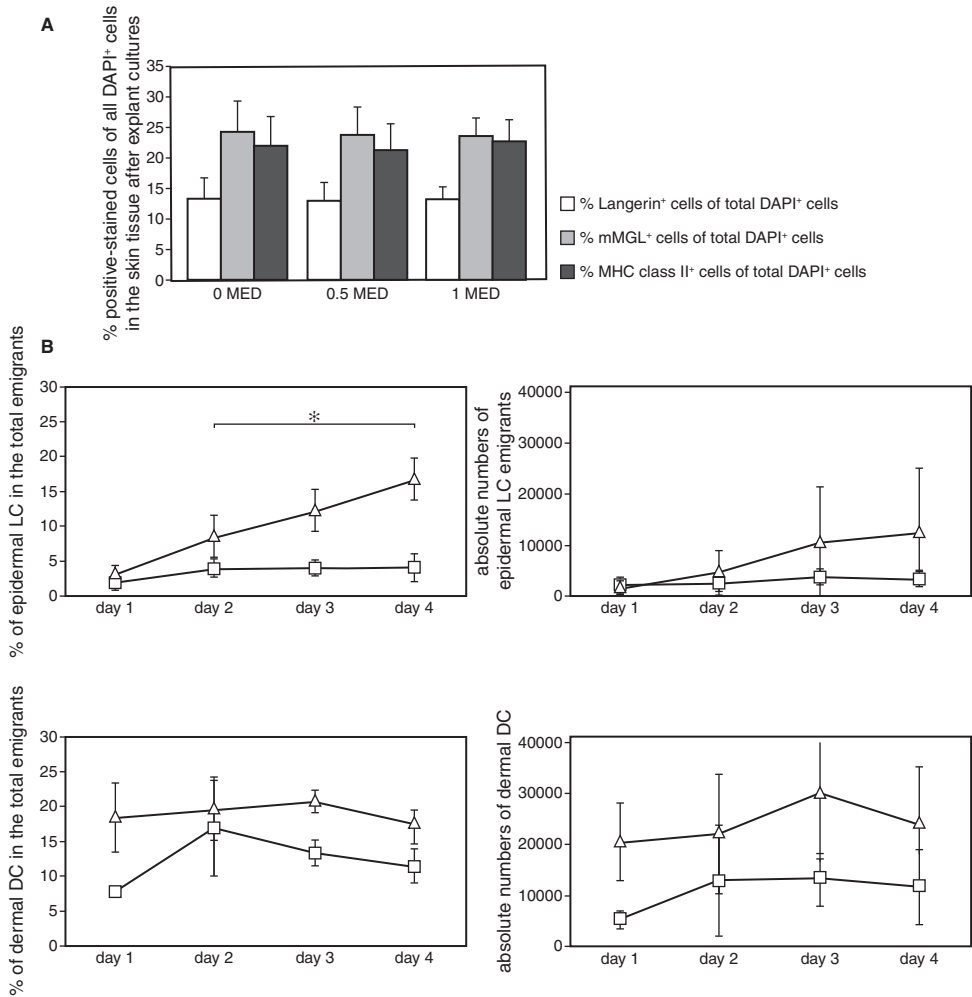 A
% positive-stained cells of all DAPI⁺ cells
in the skin tissue after explant cultures
35
30
25
20
15
10
5
0
0 MED
0.5 MED
1 MED
% Langerin⁺ cells of total DAPI⁺ cells
% mMGL⁺ cells of total DAPI⁺ cells
% MHC class II⁺ cells of total DAPI⁺ cells
B
% of epidermal LC in the total emigrants
30
25
20
15
10
5
0
*
day 1
day 2
day 3
day 4
absolute numbers of
epidermal LC emigrants
40000
30000
20000
10000
0
day 1
day 2
day 3
day 4
% of dermal DC in the total emigrants
30
25
20
15
10
5
0
day 1
day 2
day 3
day 4
absolute numbers of dermal DC
40000
30000
20000
10000
0
day 1
day 2
day 3
day 4